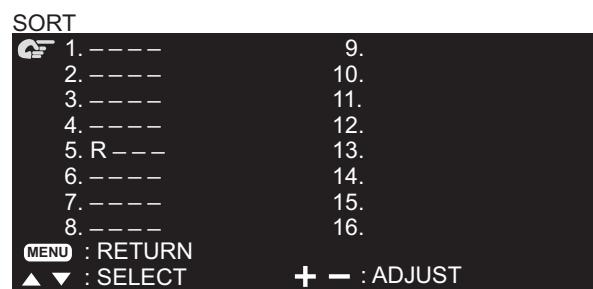 SORT
1. – – – – 9.
2. – – – – 10.
3. – – – – 11.
4. – – – – 12.
5. R – – – 13.
6. – – – – 14.
7. – – – – 15.
8. – – – – 16.
MENU : RETURN
▲ ▼ : SELECT + – : ADJUST